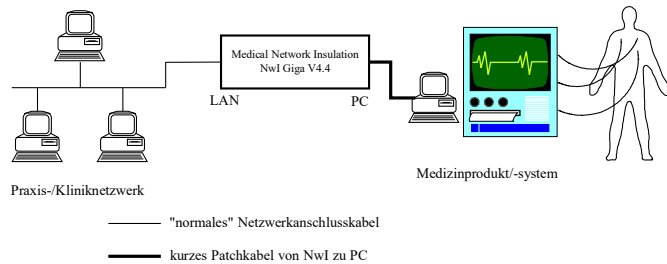 Medical Network Insulation
NwI Giga V4.4
LAN
PC
Medizinprodukt/-system
Praxis-/Kliniknetzwerk
"normales" Netzwerkanschlusskabel
kurzes Patchkabel von NwI zu PC